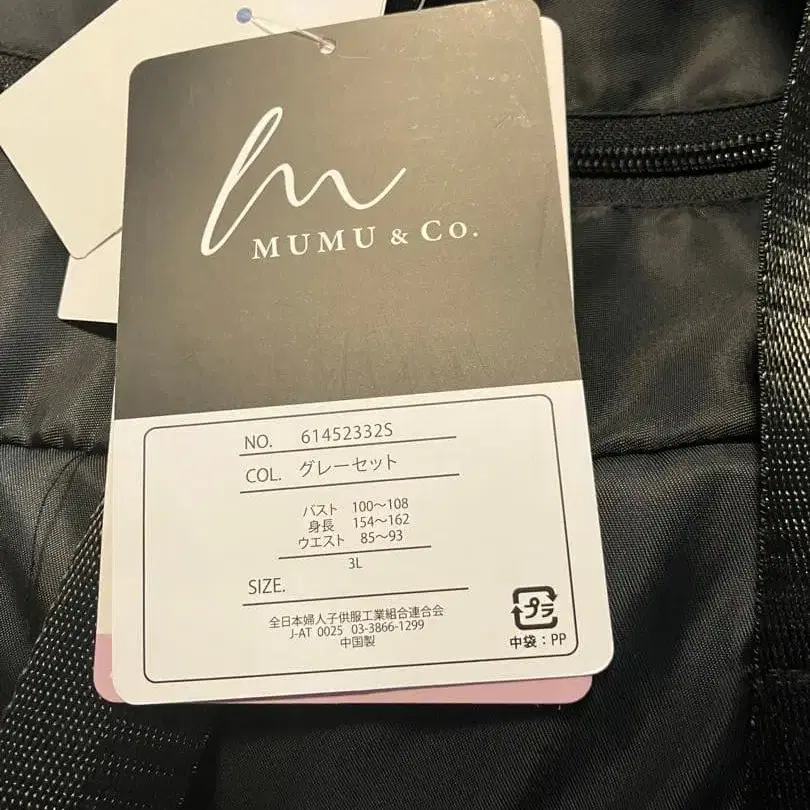 MUMU & Co.
NO. 61452332S
COL. グレーセット
バスト 100〜108
身長 154〜162
ウエスト 85〜93
3L
SIZE.
全日本婦人子供服工業組合連合会
J-AT 0025 03-3866-1299
中国製
プラ
中袋：PP